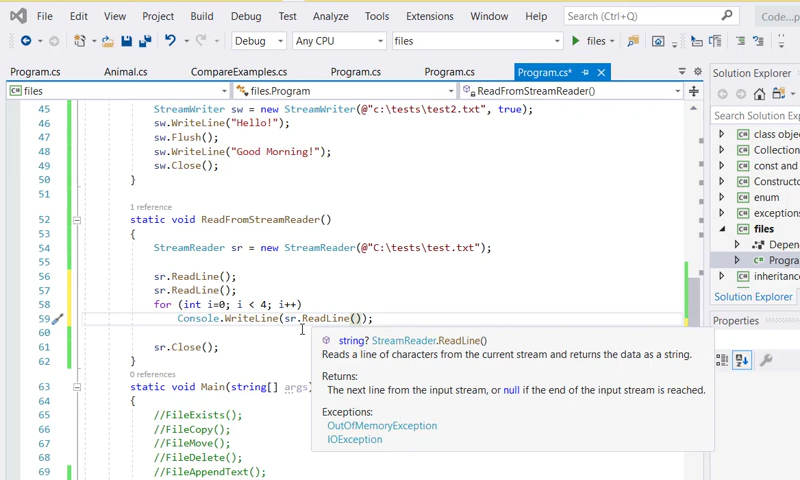 File Edit View Project Build Debug Test Analyze Tools Extensions Window Help Search (Ctrl+Q) Code...p
Debug Any CPU files files
Program.cs Animal.cs CompareExamples.cs Program.cs Program.cs Program.cs*
files files.Program ReadFromStreamReader()
45 StreamWriter sw = new StreamWriter(@"c:\tests\test2.txt", true);
46 sw.WriteLine("Hello!");
47 sw.Flush();
48 sw.WriteLine("Good Morning!");
49 sw.Close();
50 }
51
1 reference
52 static void ReadFromStreamReader()
53 {
54 StreamReader sr = new StreamReader(@"C:\tests\test.txt");
55
56 sr.ReadLine();
57 sr.ReadLine();
58 for (int i=0; i < 4; i++)
59 Console.WriteLine(sr.ReadLine());
60
61 sr.Close();
62 }
0 references
63 static void Main(string[] args)
64 {
65 //FileExists();
66 //FileCopy();
67 //FileMove();
68 //FileDelete();
69 //FileAppendText();
string? StreamReader.ReadLine()
Reads a line of characters from the current stream and returns the data as a string.
Returns:
The next line from the input stream, or null if the end of the input stream is reached.
Exceptions:
OutOfMemoryException
IOException
Solution Explorer
Search Solution Explorer
class object
Collection
const and
Constructo
enum
exceptions
files
Depen
Progra
inheritance
Solution Explorer
Properties